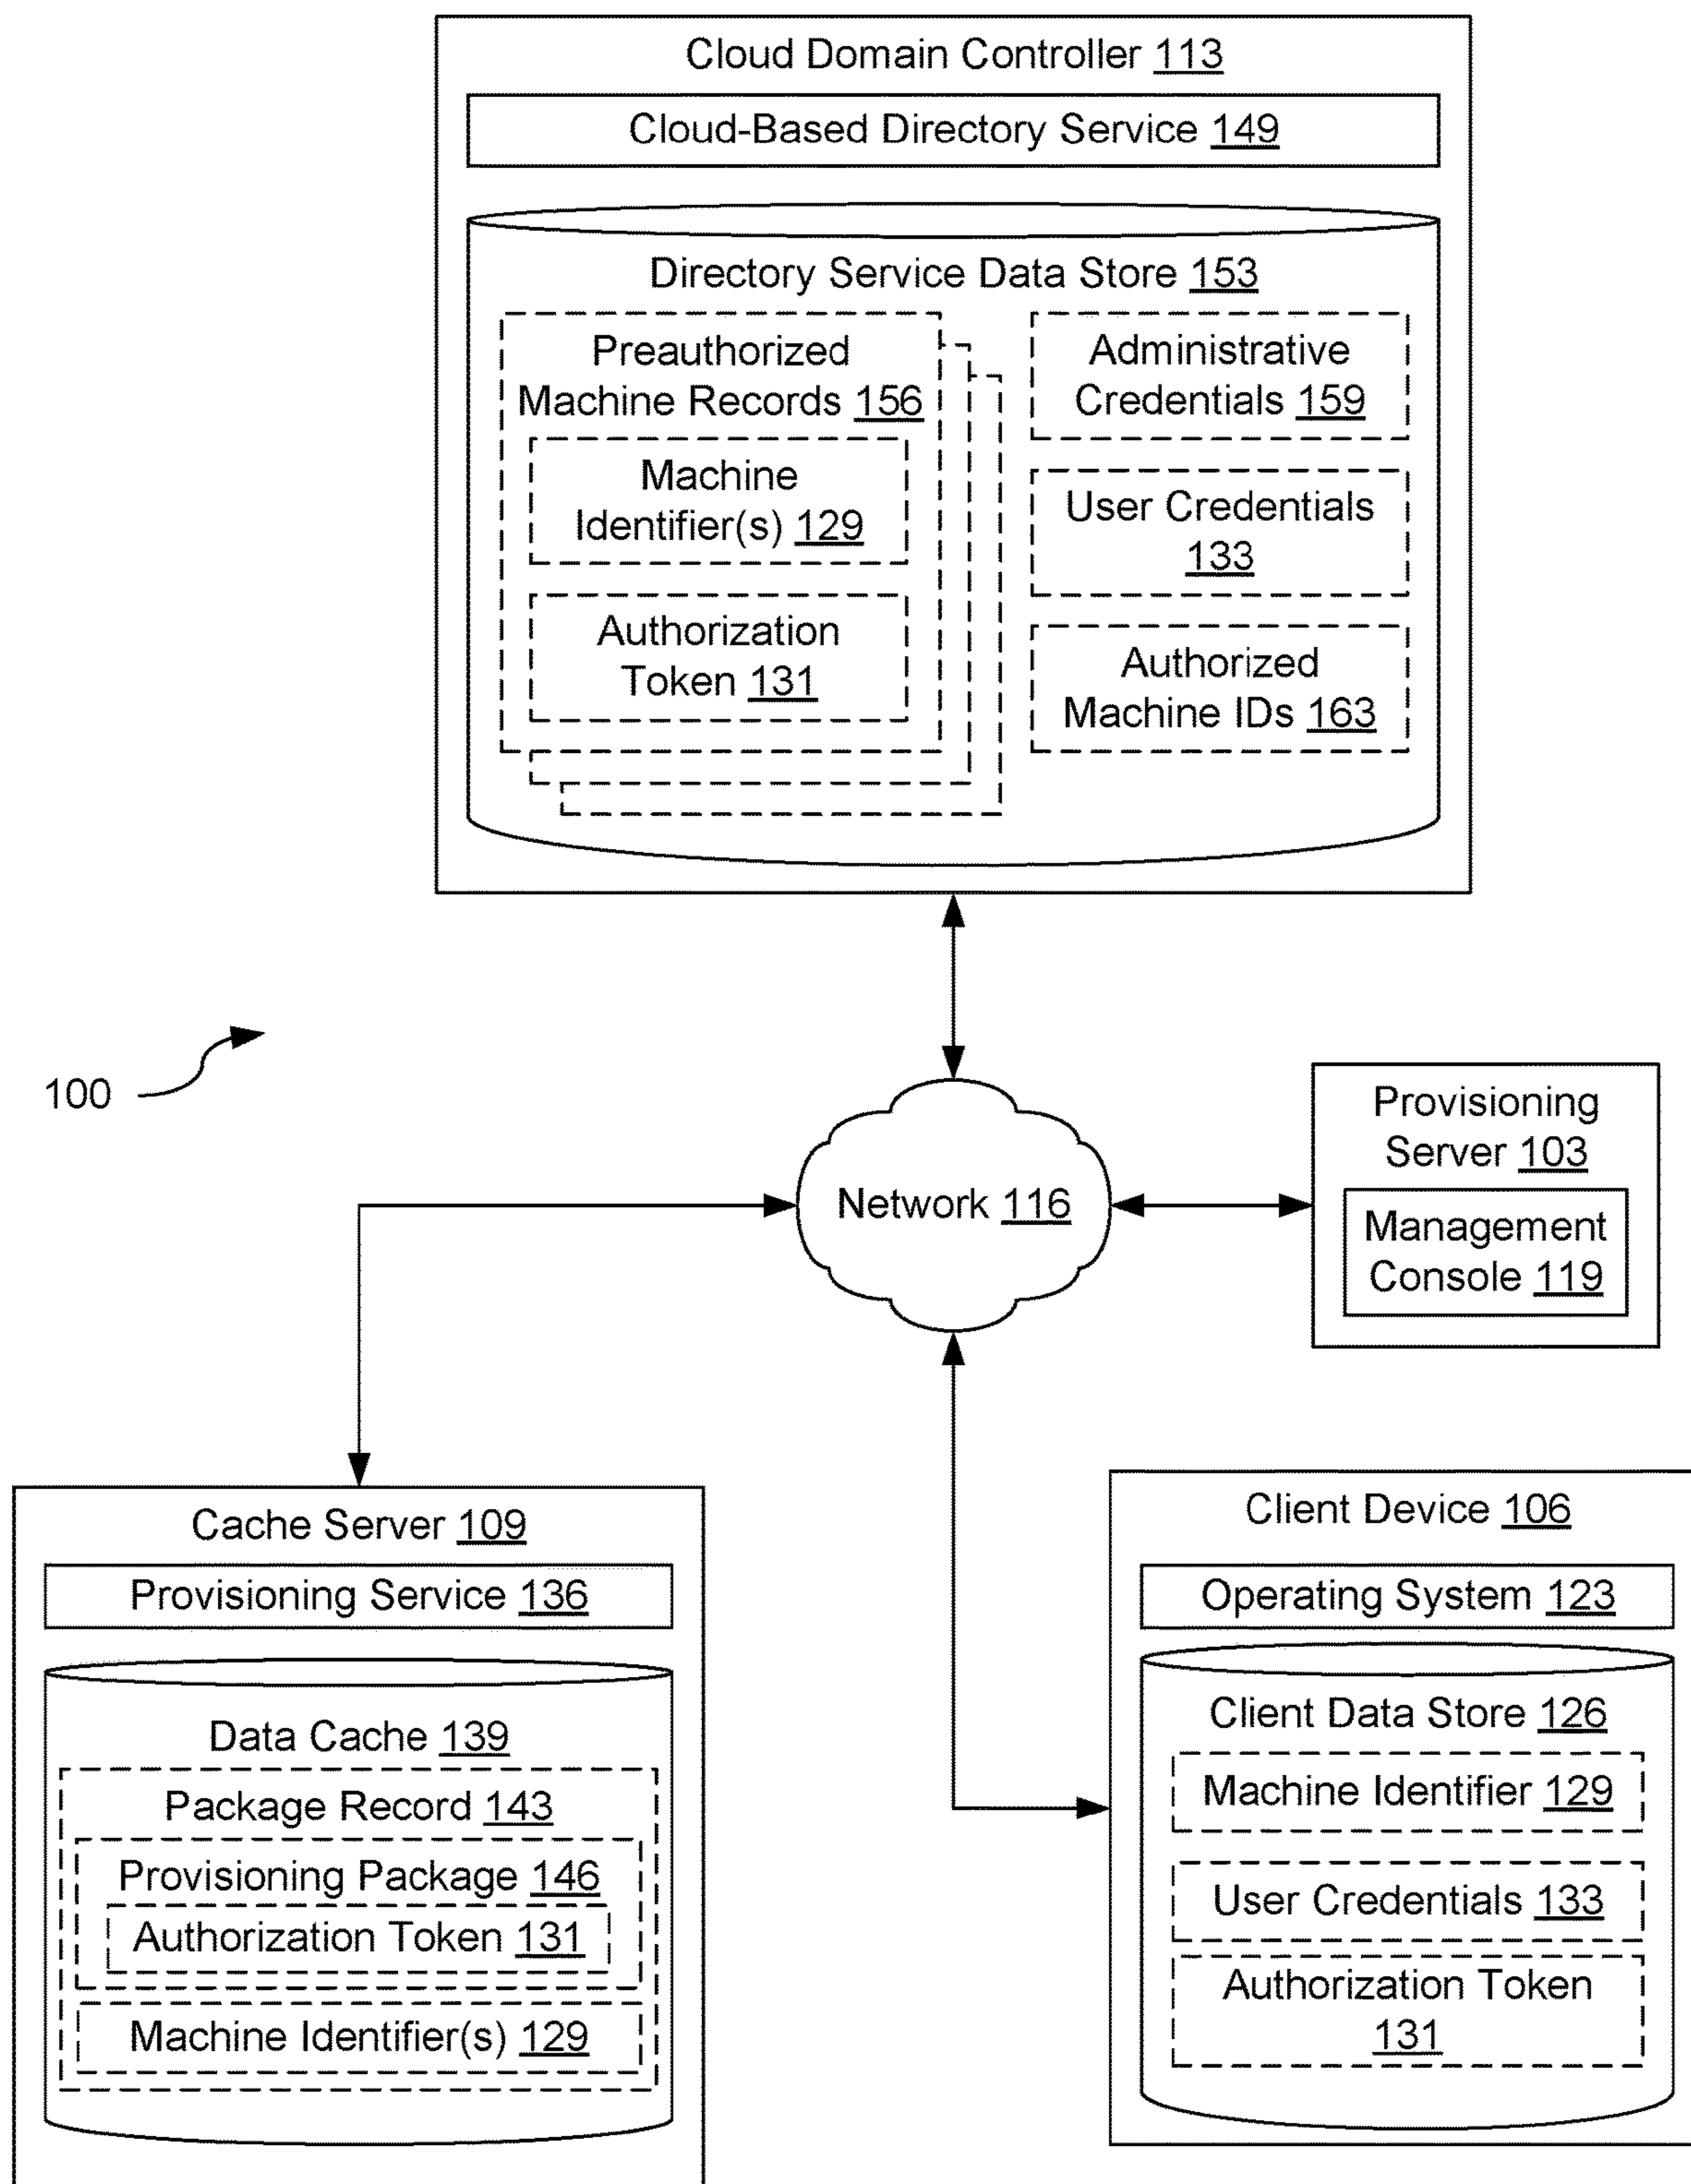 Cloud Domain Controller 113
Cloud-Based Directory Service 149
Directory Service Data Store 153
Preauthorized
Machine Records 156
Machine
Identifier(s) 129
Authorization
Token 131
Administrative
Credentials 159
User Credentials
133
Authorized
Machine IDs 163
100
Network 116
Provisioning
Server 103
Management
Console 119
Cache Server 109
Provisioning Service 136
Data Cache 139
Package Record 143
Provisioning Package 146
Authorization Token 131
Machine Identifier(s) 129
Client Device 106
Operating System 123
Client Data Store 126
Machine Identifier 129
User Credentials 133
Authorization Token
131